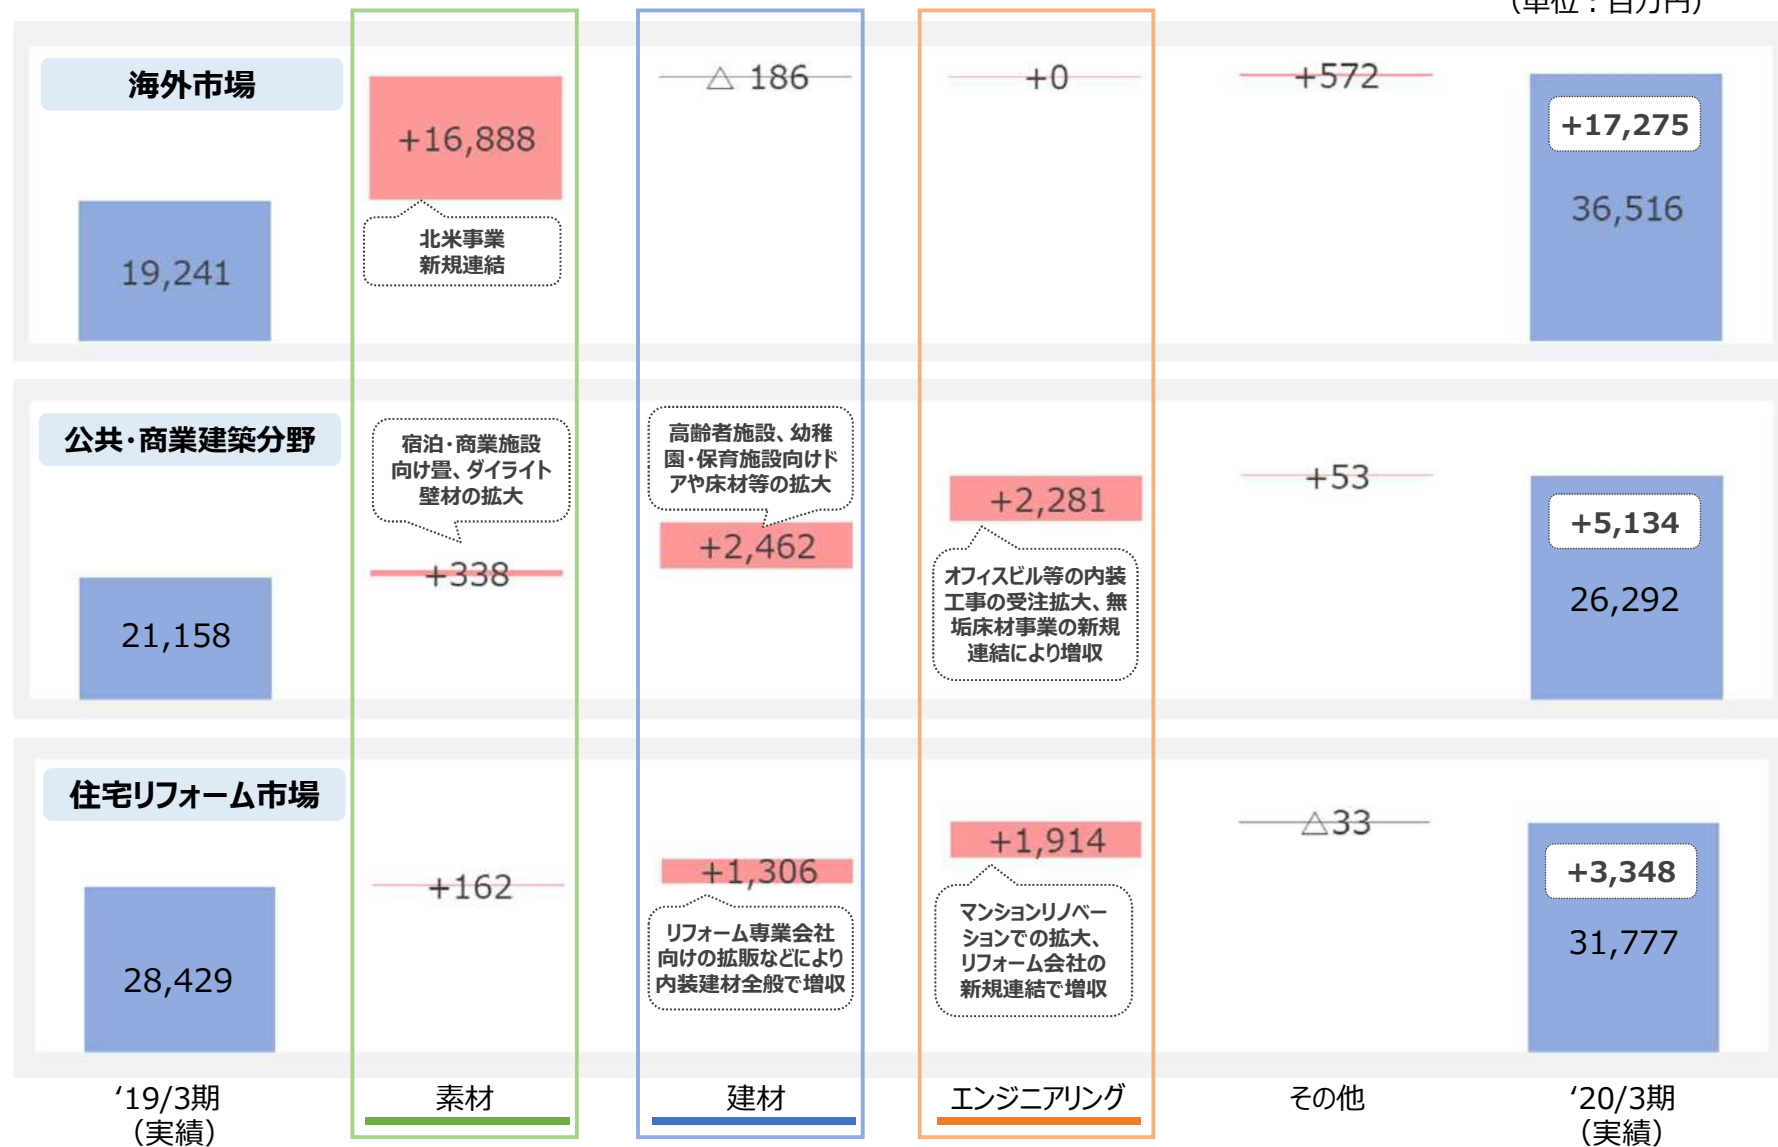 （単位：百万円）
海外市場
19,241
+16,888
北米事業
新規連結
△ 186
+0
+572
+17,275
36,516
公共・商業建築分野
21,158
宿泊・商業施設
向け畳、ダイライト
壁材の拡大
+338
高齢者施設、幼稚
園・保育施設向けド
アや床材等の拡大
+2,462
+2,281
オフィスビル等の内装
工事の受注拡大、無
垢床材事業の新規
連結により増収
+53
+5,134
26,292
住宅リフォーム市場
28,429
+162
+1,306
リフォーム専業会社
向けの拡販などにより
内装建材全般で増収
+1,914
マンションリノベー
ションでの拡大、
リフォーム会社の
新規連結で増収
△33
+3,348
31,777
‘19/3期
（実績）
素材
建材
エンジニアリング
その他
‘20/3期
（実績）